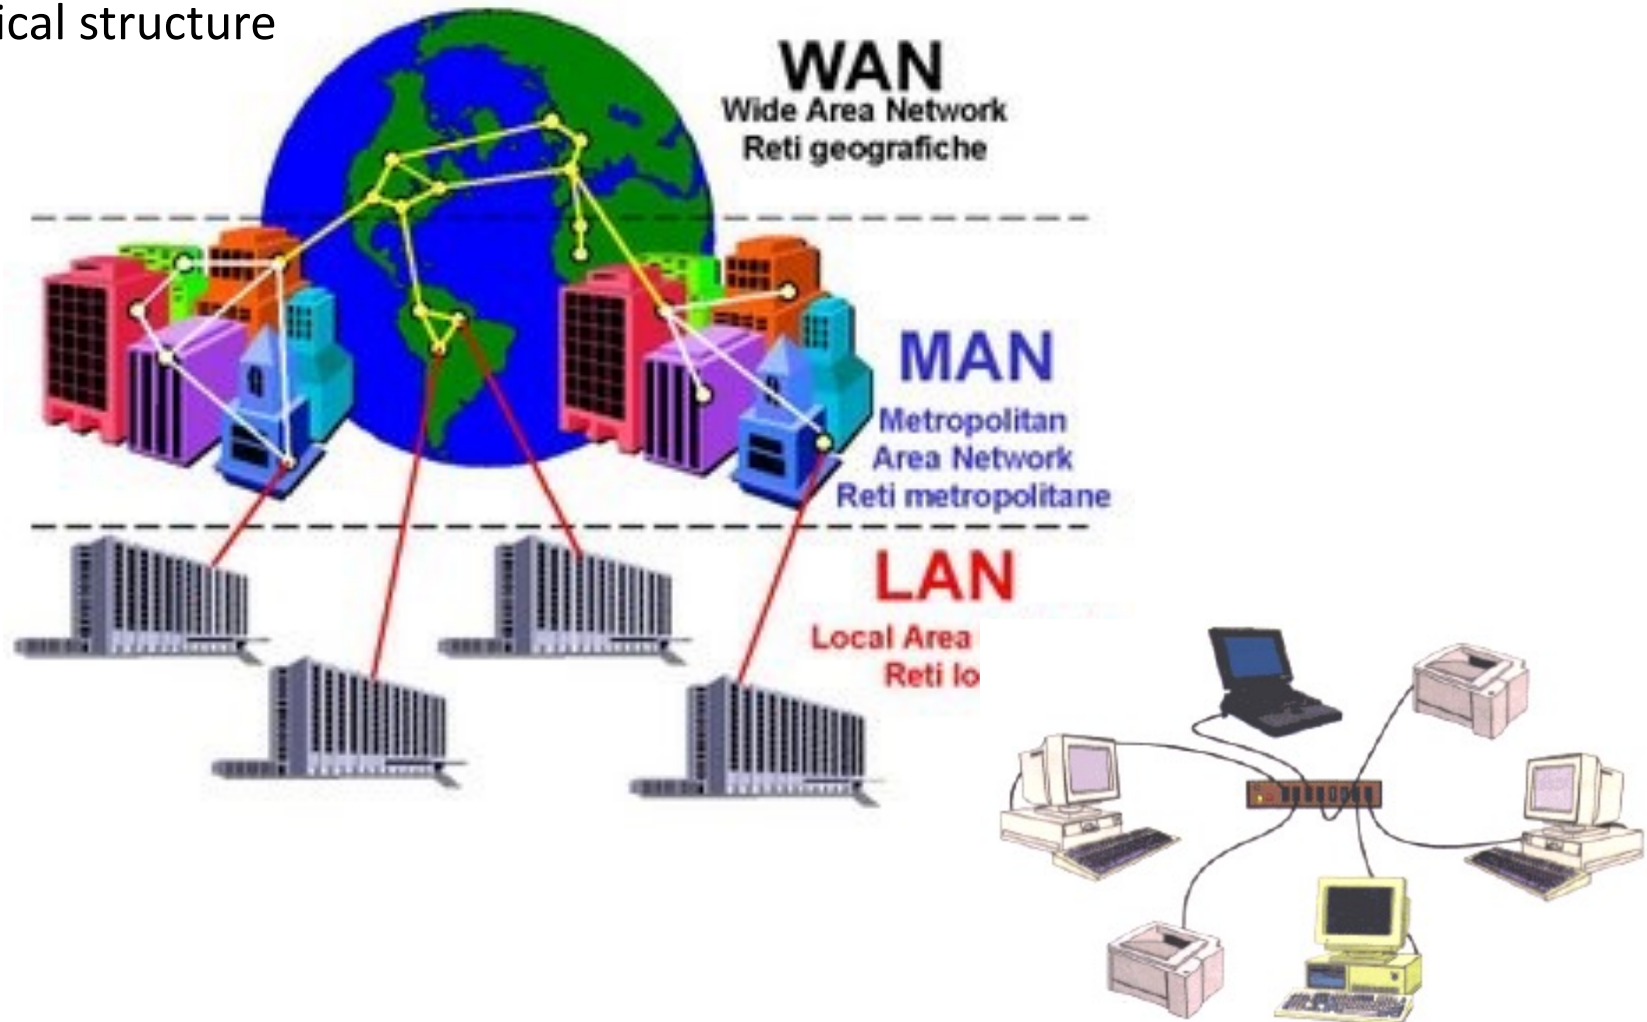 ical structure
WAN
Wide Area Network
Reti geografiche
MAN
Metropolitan
Area Network
Reti metropolitane
LAN
Local Area
Reti lo